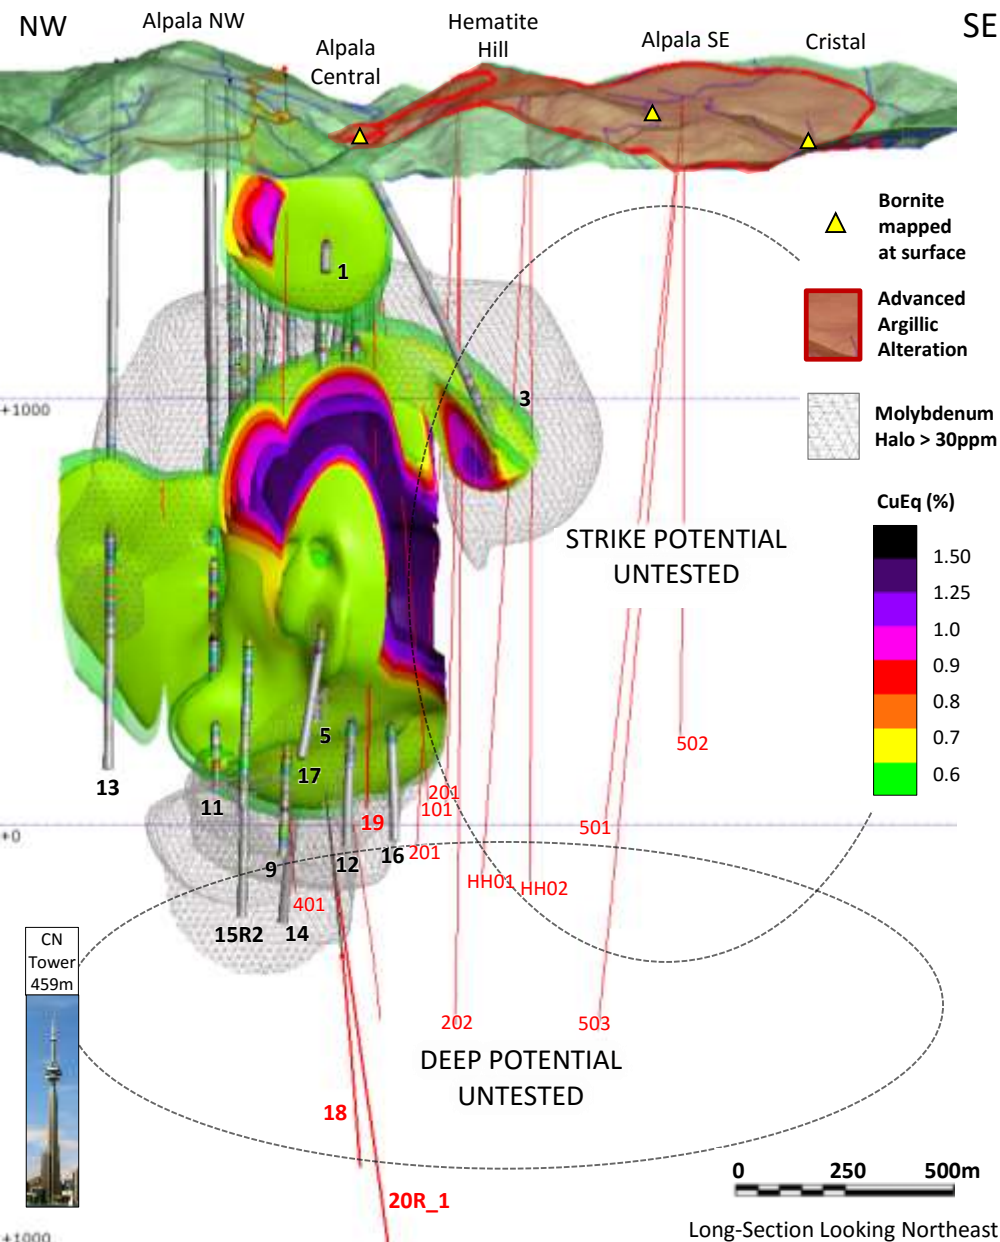 NW
Alpala NW
Alpala
Central
Hematite
Hill
Alpala SE
Cristal
SE
Bornite
mapped
at surface
Advanced
Argillic
Alteration
Molybdenum
Halo > 30ppm
CuEq (%)
1.50
1.25
1.0
0.9
0.8
0.7
0.6
1
3
+1000
STRIKE POTENTIAL
UNTESTED
5
17
13
11
502
201
101
19
501
+0
12
16
201
9
HH01
HH02
401
15R2
14
CN
Tower
459m
202
503
DEEP POTENTIAL
UNTESTED
18
20R_1
0
250
500m
Long-Section Looking Northeast
+1000